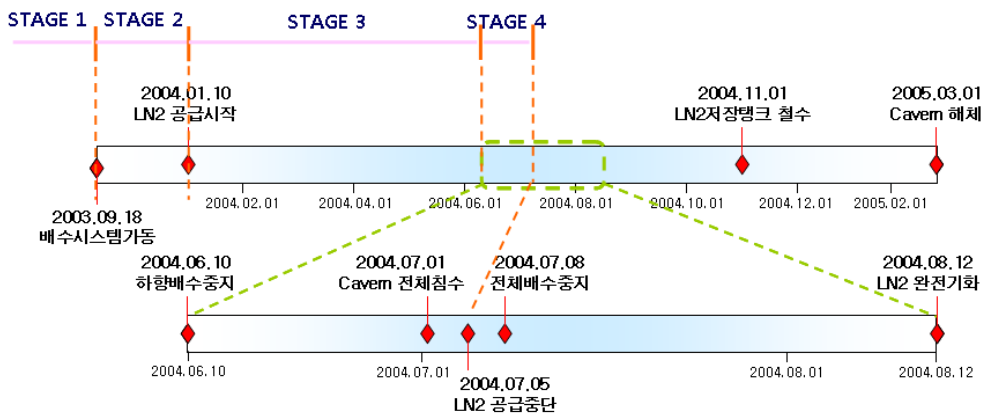 STAGE 1
STAGE 2
STAGE 3
STAGE 4
2004.01.10
LN2 공급시작
2004.11.01
LN2저장탱크 철수
2005.03.01
Cavern 해체
2004.02.01
2004.04.01
2004.06.01
2004.08.01
2004.10.01
2004.12.01
2005.02.01
2003.09.18
배수시스템가동
2004.06.10
하향배수중지
2004.07.01
Cavern 전체침수
2004.07.08
전체배수중지
2004.08.12
LN2 완전기화
2004.06.10
2004.07.01
2004.08.01
2004.08.12
2004.07.05
LN2 공급중단